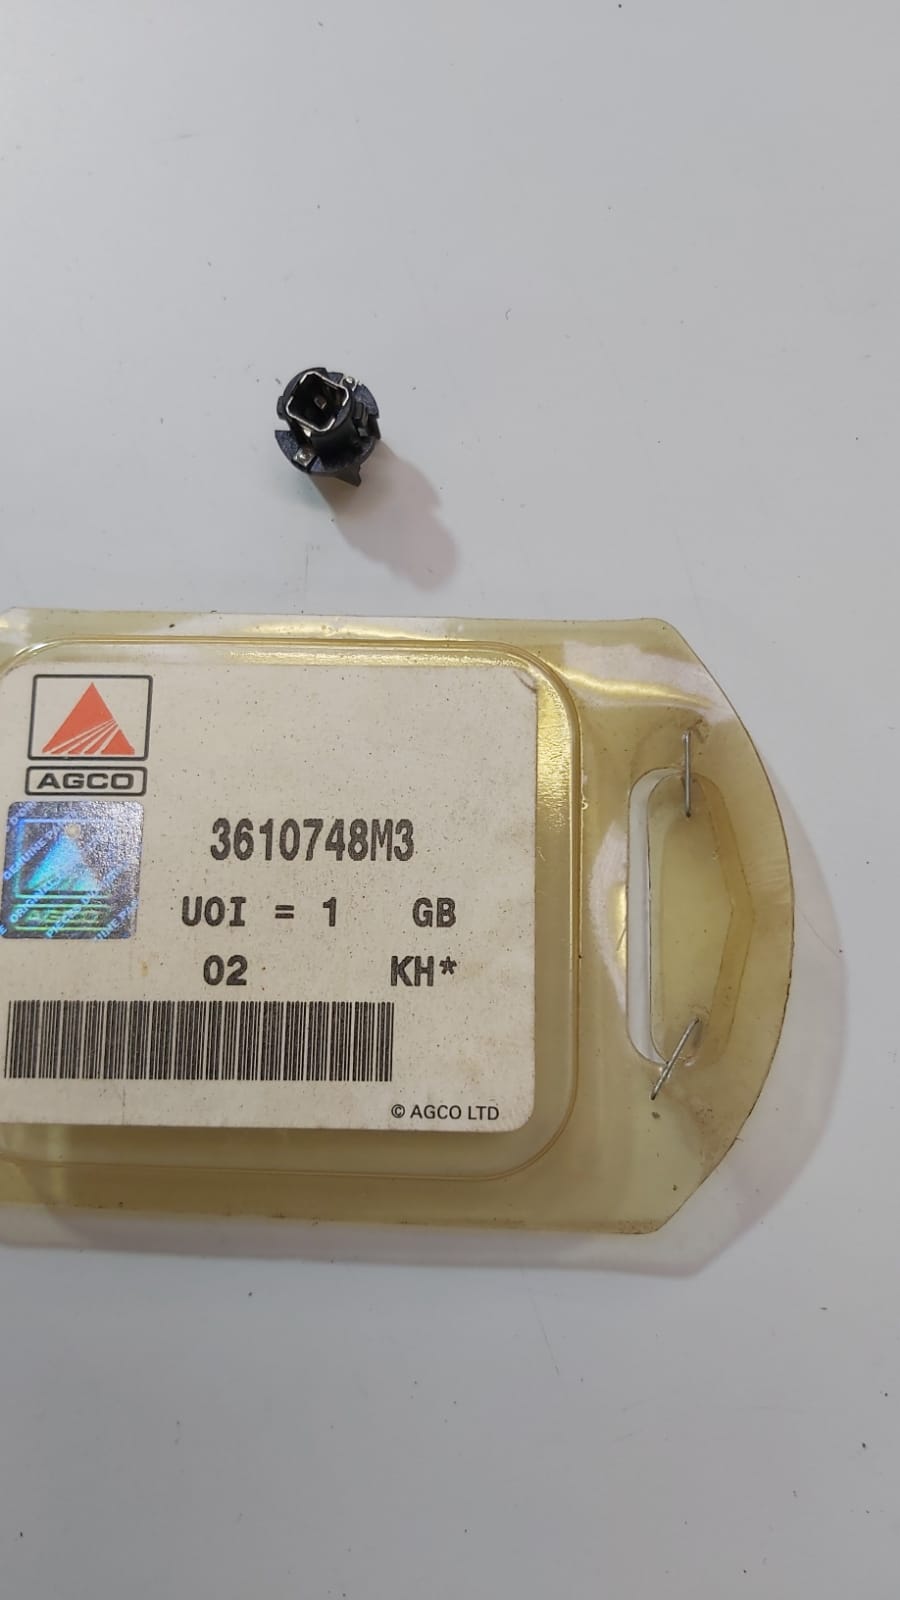 AGCO
3610748M3
UOI = 1 GB
02 KH*
© AGCO LTD